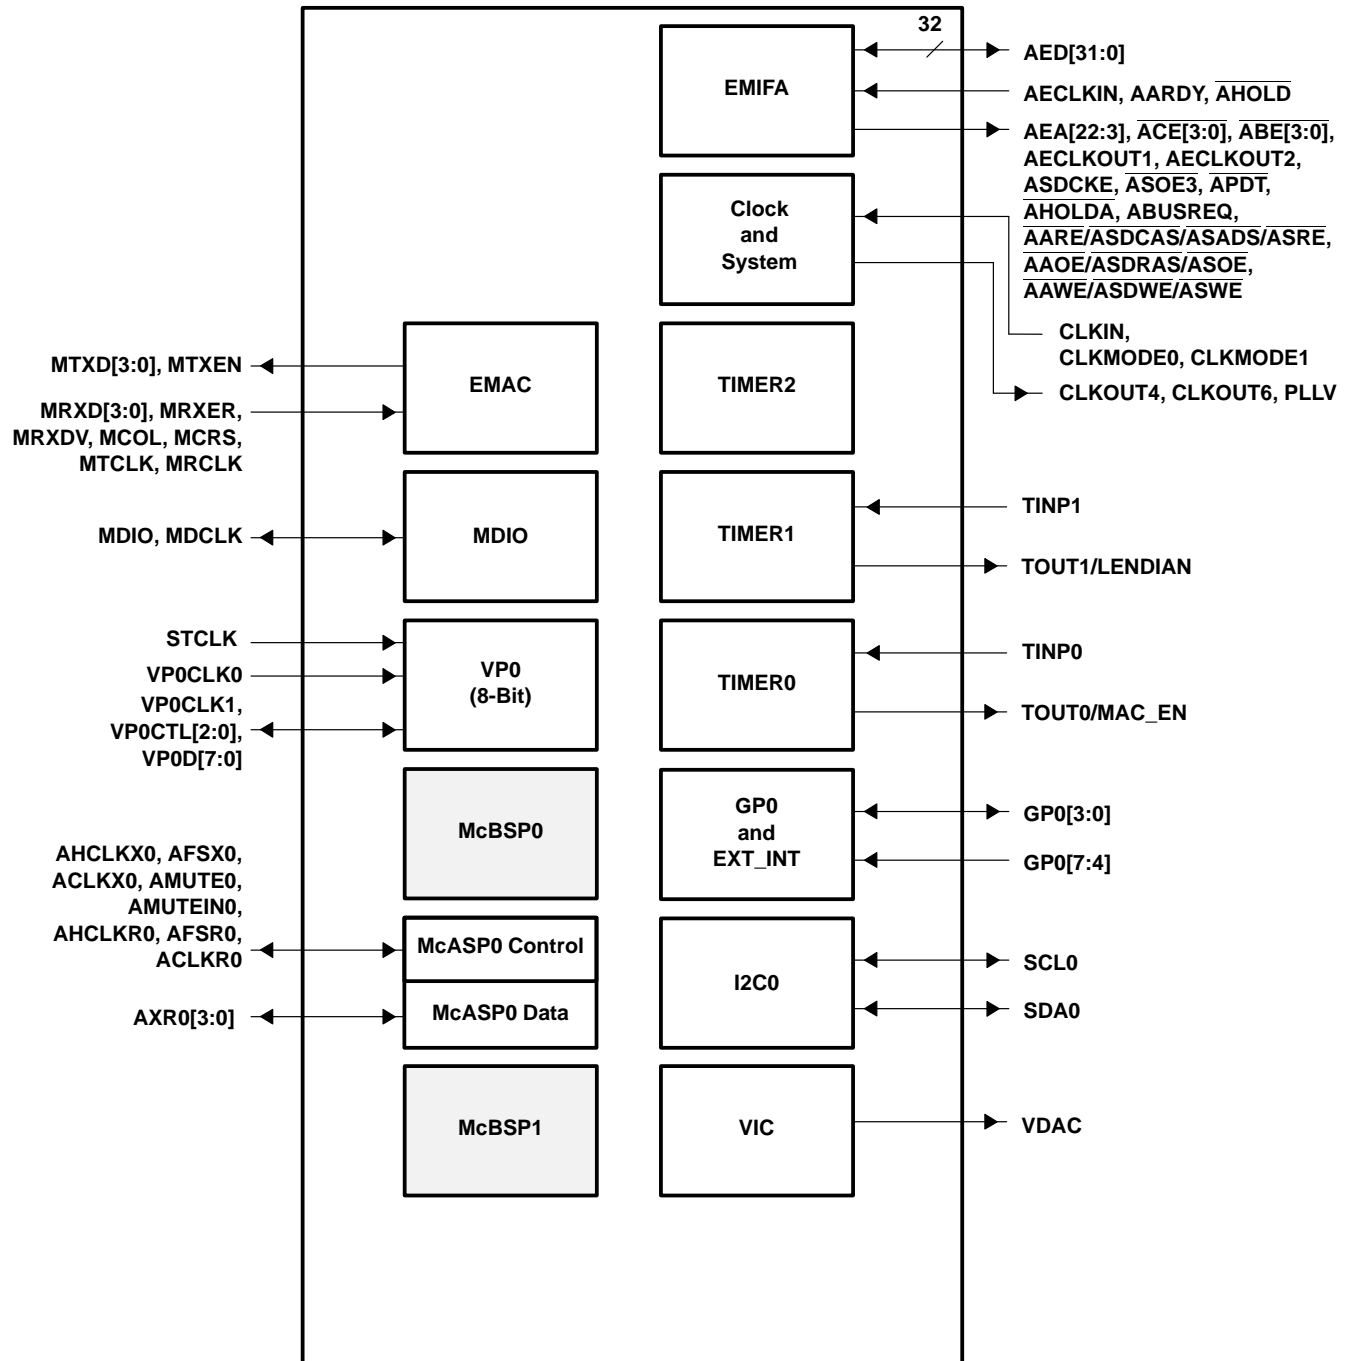 32
AED[31:0]
EMIFA
AECLKIN, AARDY, AHOLD
AEA[22:3], ACE[3:0], ABE[3:0],
AECLKOUT1, AECLKOUT2,
ASDCKE, ASOE3, APDT,
AHOLDA, ABUSREQ,
AARE/ASDCAS/ASADS/ASRE,
AAOE/ASDRAS/ASOE,
AAWE/ASDWE/ASWE
Clock
and
System
CLKIN,
CLKMODE0, CLKMODE1
CLKOUT4, CLKOUT6, PLLV
MTXD[3:0], MTXEN
MRXD[3:0], MRXER,
MRXDV, MCOL, MCRS,
MTCLK, MRCLK
EMAC
TIMER2
MDIO, MDCLK
MDIO
TIMER1
TINP1
TOUT1/LENDIAN
STCLK
VP0CLK0
VP0CLK1,
VP0CTL[2:0],
VP0D[7:0]
VP0
(8-Bit)
TIMER0
TINP0
TOUT0/MAC_EN
McBSP0
GP0
and
EXT_INT
GP0[3:0]
GP0[7:4]
AHCLKX0, AFSX0,
ACLKX0, AMUTE0,
AMUTEIN0,
AHCLKR0, AFSR0,
ACLKR0
McASP0 Control
AXR0[3:0]
McASP0 Data
I2C0
SCL0
SDA0
McBSP1
VIC
VDAC